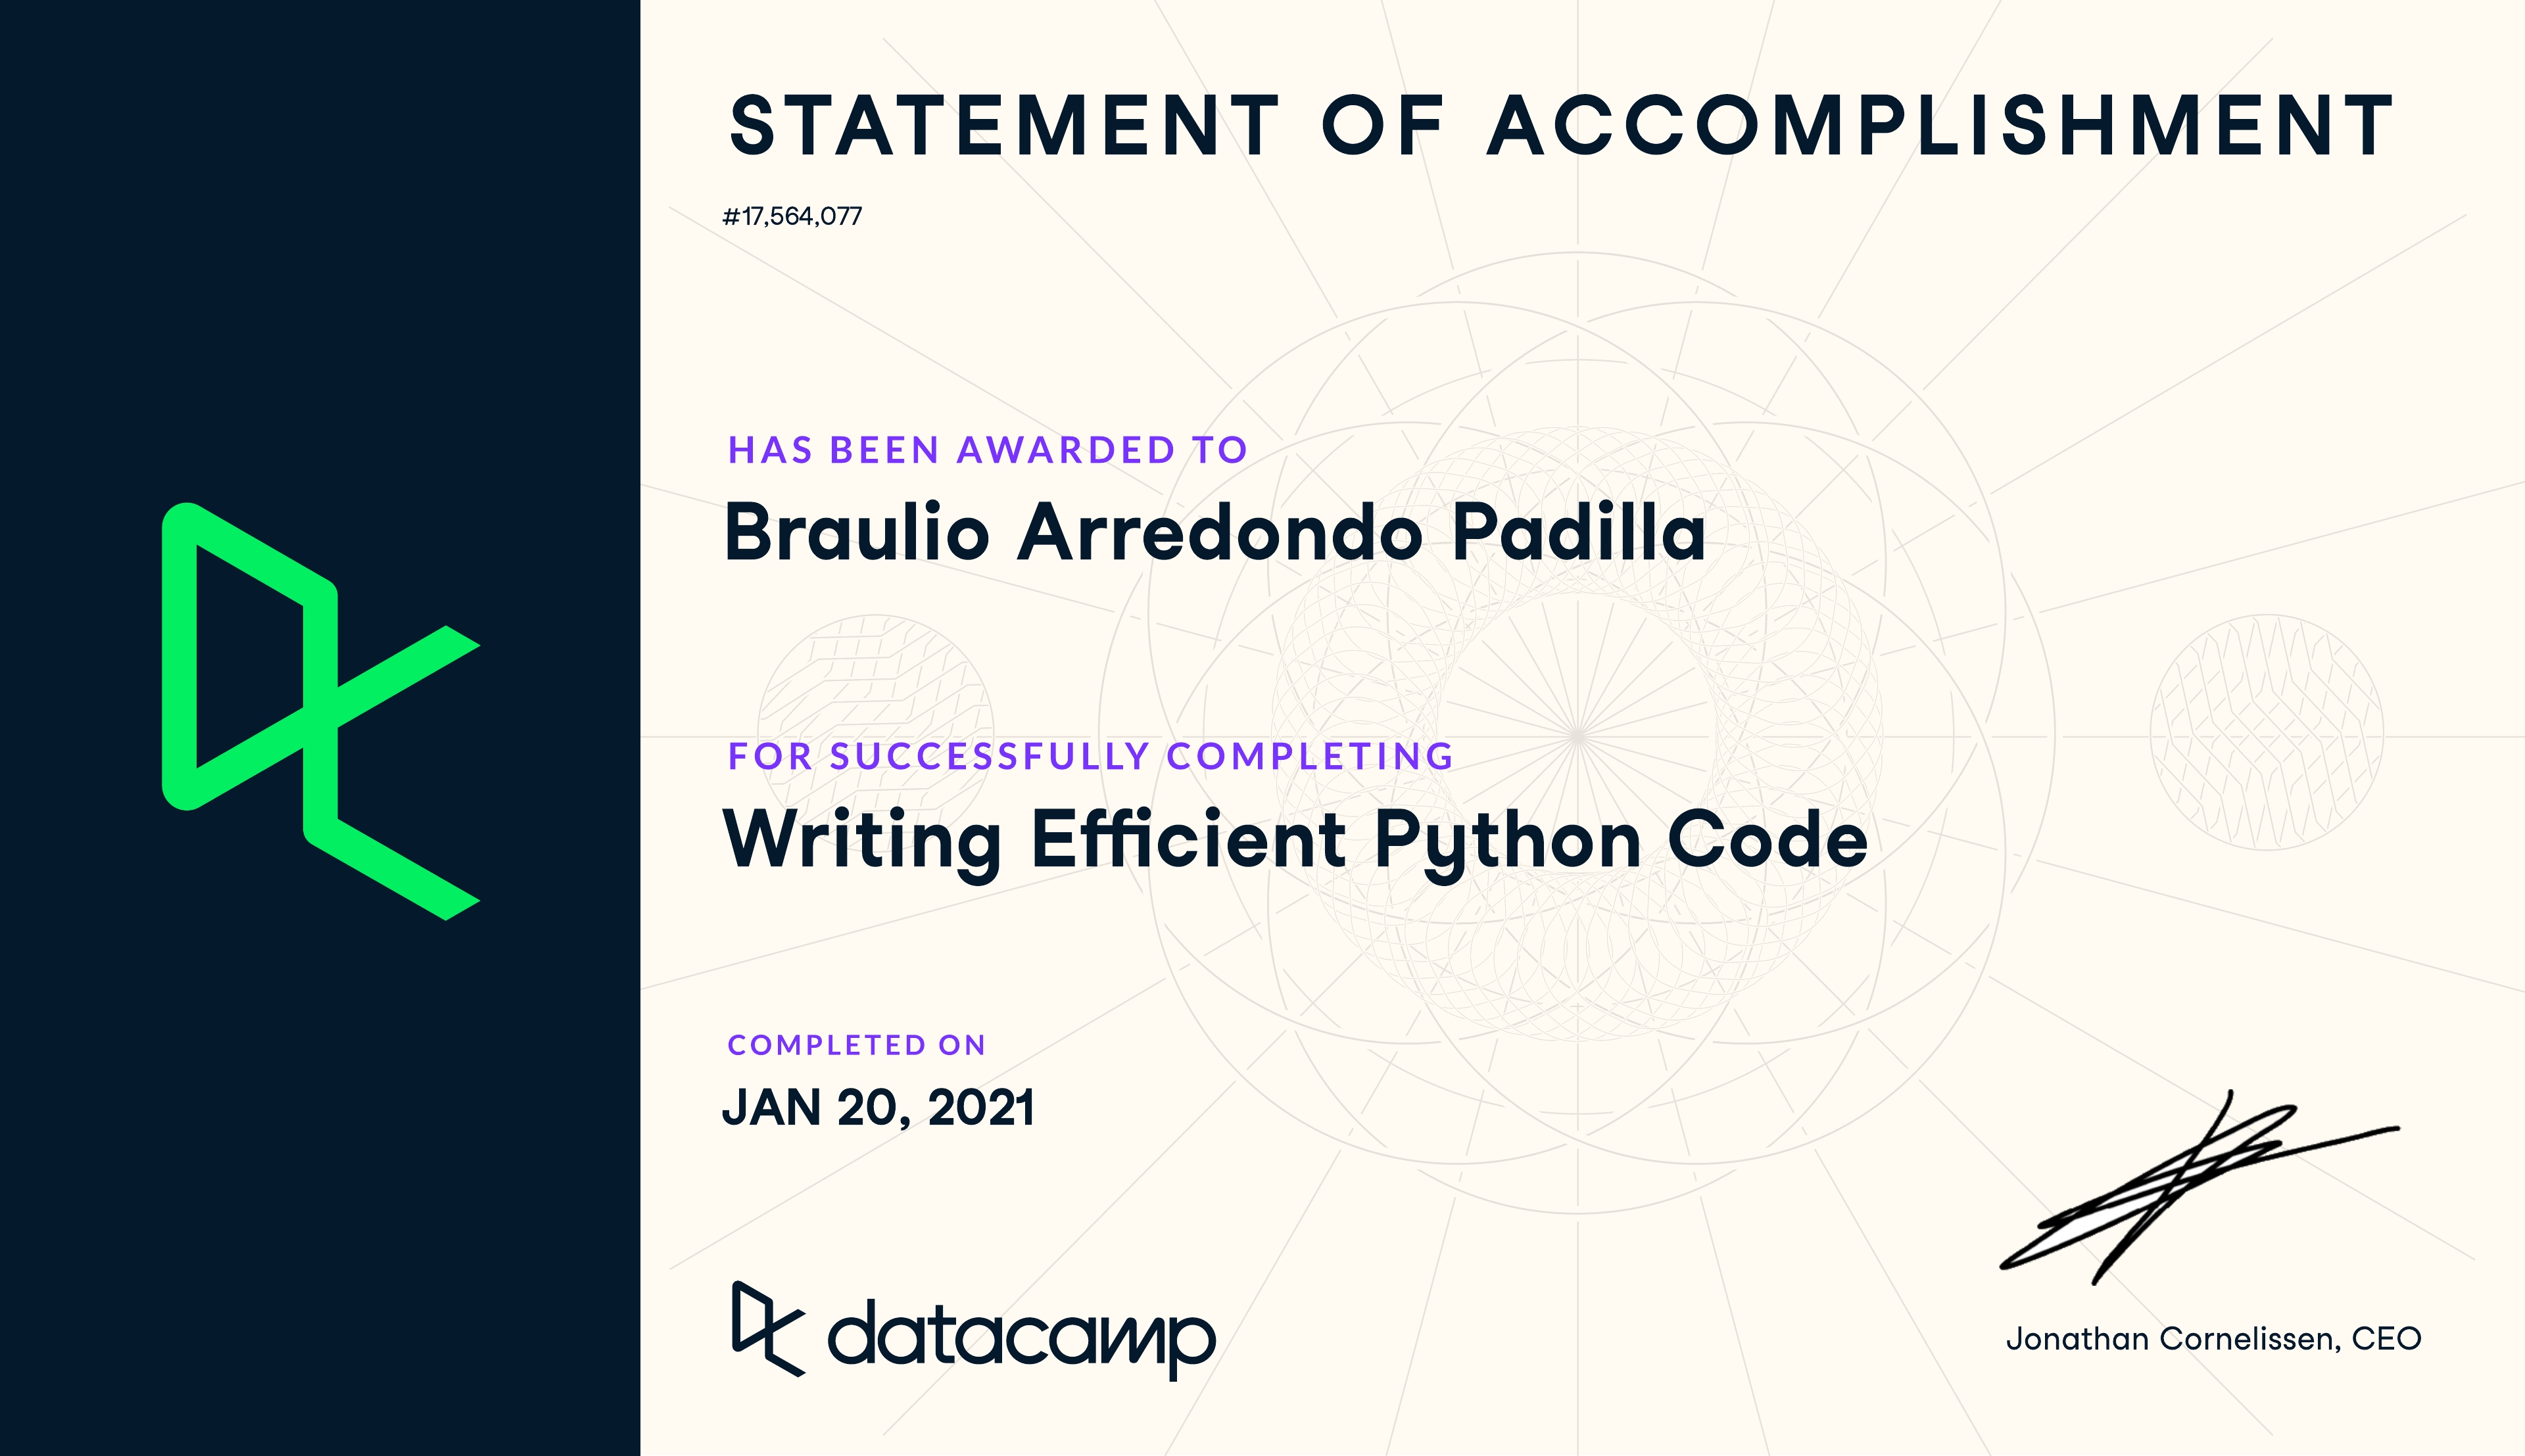 STATEMENT OF ACCOMPLISHMENT
#17,564,077
HAS BEEN AWARDED TO
Braulio Arredondo Padilla
FOR SUCCESSFULLY COMPLETING
Writing Efficient Python Code
COMPLETED ON
JAN 20, 2021
datacamp
Jonathan Cornelissen, CEO